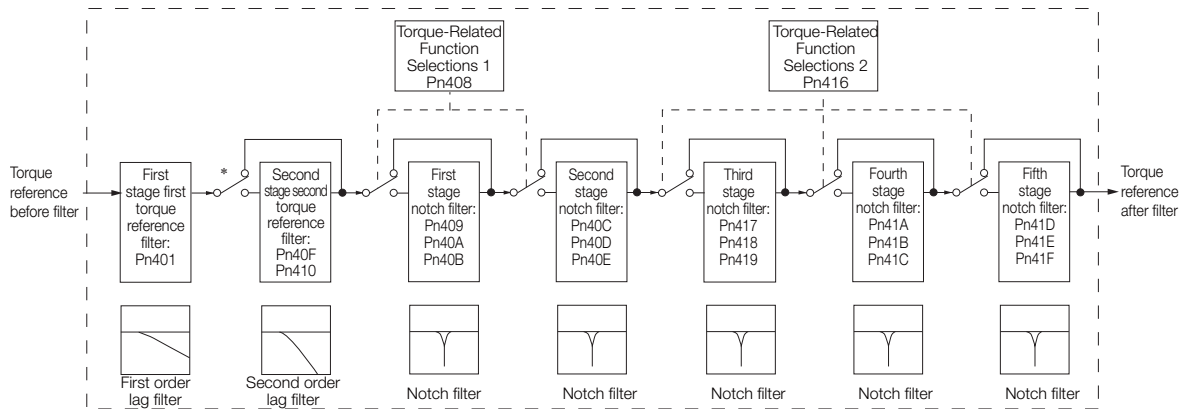 Torque-Related
Function
Selections 1
Pn408
Torque-Related
Function
Selections 2
Pn416
Torque
reference
before filter
First
stage first
torque
reference
filter:
Pn401
*
Second
stage second
torque
reference
filter:
Pn40F
Pn410
First
stage
notch filter:
Pn409
Pn40A
Pn40B
Second
stage
notch filter:
Pn40C
Pn40D
Pn40E
Third
stage
notch filter:
Pn417
Pn418
Pn419
Fourth
stage
notch filter:
Pn41A
Pn41B
Pn41C
Fifth
stage
notch filter:
Pn41D
Pn41E
Pn41F
Torque
reference
after filter
First order
lag filter
Second order
lag filter
Notch filter
Notch filter
Notch filter
Notch filter
Notch filter